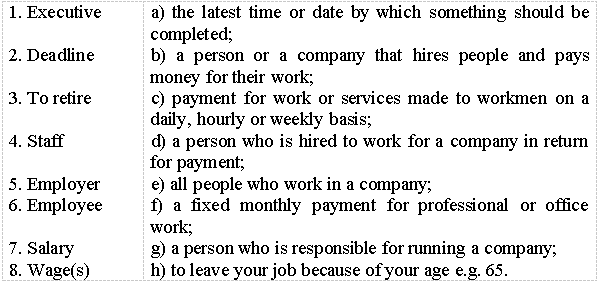 1. Executive a) the latest time or date by which something should be
completed;
2. Deadline b) a person or a company that hires people and pays
money for their work;
3. To retire c) payment for work or services made to workmen on a
daily, hourly or weekly basis;
4. Staff d) a person who is hired to work for a company in return
for payment;
5. Employer e) all people who work in a company;
6. Employee f) a fixed monthly payment for professional or office
work;
7. Salary g) a person who is responsible for running a company;
8. Wage(s) h) to leave your job because of your age e.g. 65.